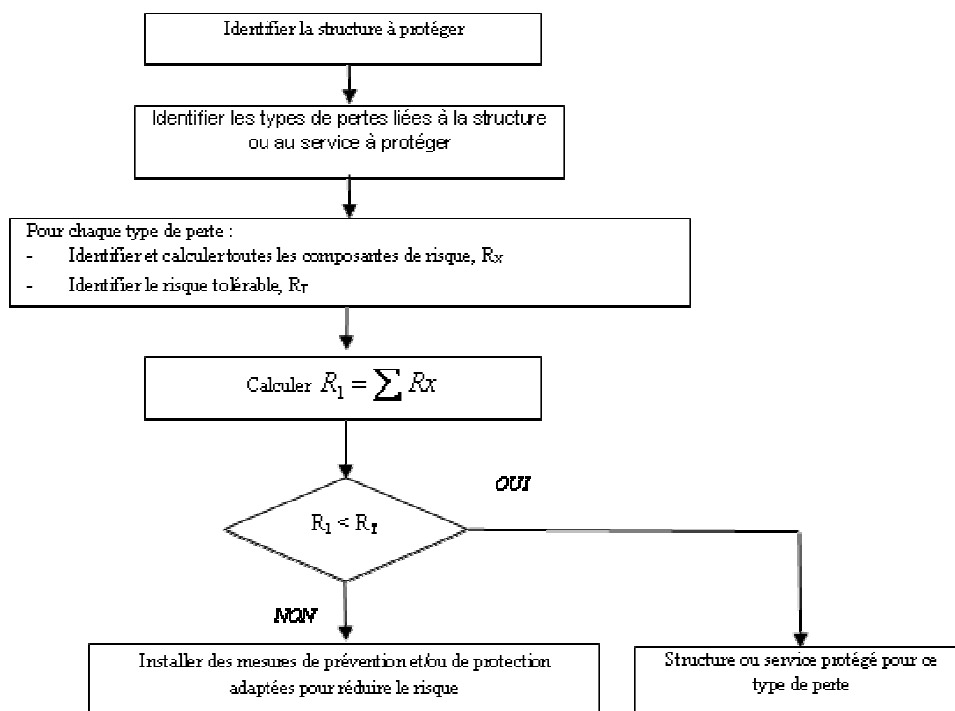 Identifier la structure à protéger
Identifier les types de pertes liées à la structure
ou au service à protéger
Pour chaque type de perte :
- Identifier et calculer toutes les composantes de risque, Rx
- Identifier le risque tolérable, RT
Calculer R1 = ∑ Rx
OUI
R1 < RT
NON
Installer des mesures de prévention et/ou de protection
adaptées pour réduire le risque
Structure ou service protégé pour ce
type de perte